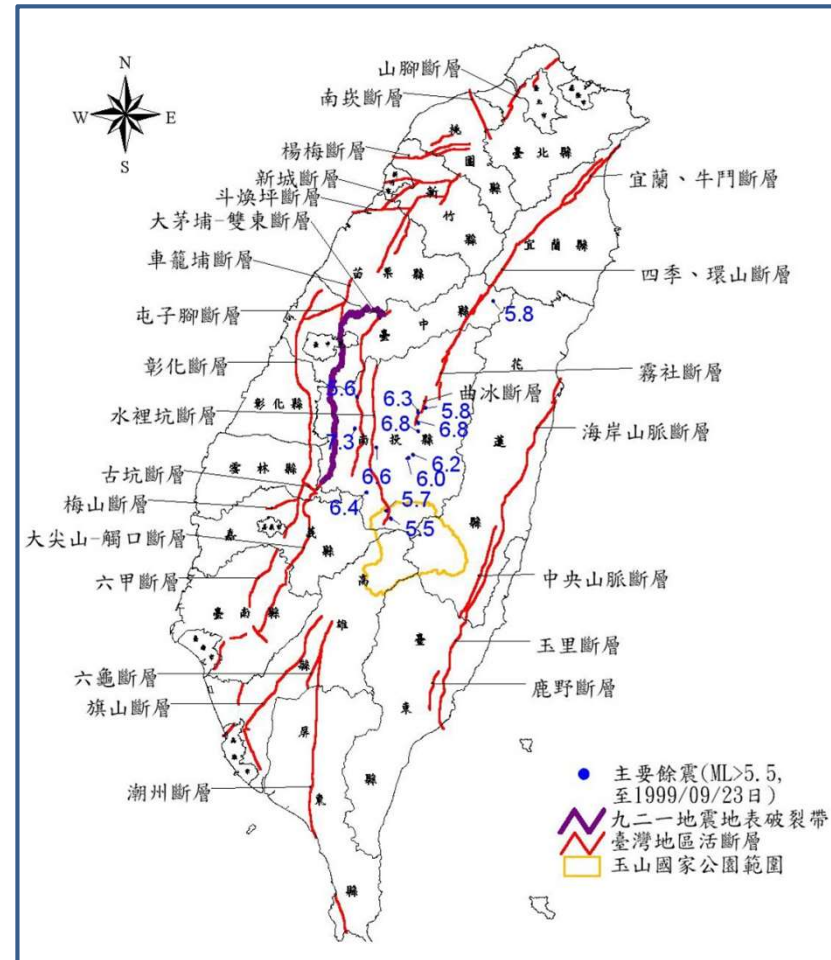 N
W E
S
山腳斷層
南崁斷層
楊梅斷層
新城斷層
斗煥坪斷層
大茅埔-雙東斷層
車籠埔斷層
屯子腳斷層
彰化斷層
水裡坑斷層
古坑斷層
梅山斷層
大尖山-觸口斷層
六甲斷層
六龜斷層
旗山斷層
潮州斷層
宜蘭、牛鬥斷層
四季、環山斷層
霧社斷層
曲冰斷層
海岸山脈斷層
中央山脈斷層
玉里斷層
鹿野斷層
臺北縣
桃園縣
新竹縣
宜蘭縣
苗栗縣
臺中縣
彰化縣
南投縣
花蓮縣
雲林縣
嘉義縣
臺南縣
高雄縣
臺東縣
屏東縣
5.8
5.6
6.3
5.8
6.8
6.8
7.3
6.2
6.6
6.0
6.4
5.7
5.5
主要餘震(ML>5.5,
至1999/09/23日)
九二一地震地表破裂帶
臺灣地區活斷層
玉山國家公園範圍